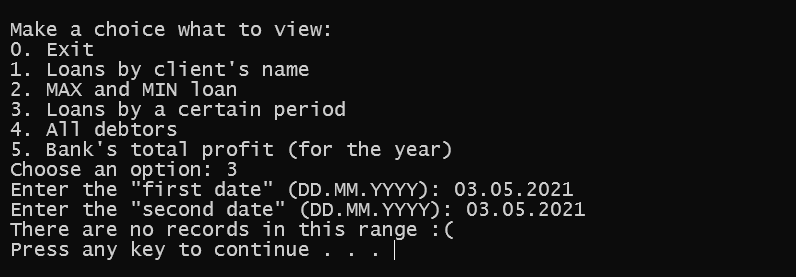 Make a choice what to view:
0. Exit
1. Loans by client's name
2. MAX and MIN loan
3. Loans by a certain period
4. All debtors
5. Bank's total profit (for the year)
Choose an option: 3
Enter the "first date" (DD.MM.YYYY): 03.05.2021
Enter the "second date" (DD.MM.YYYY): 03.05.2021
There are no records in this range :(
Press any key to continue . . .